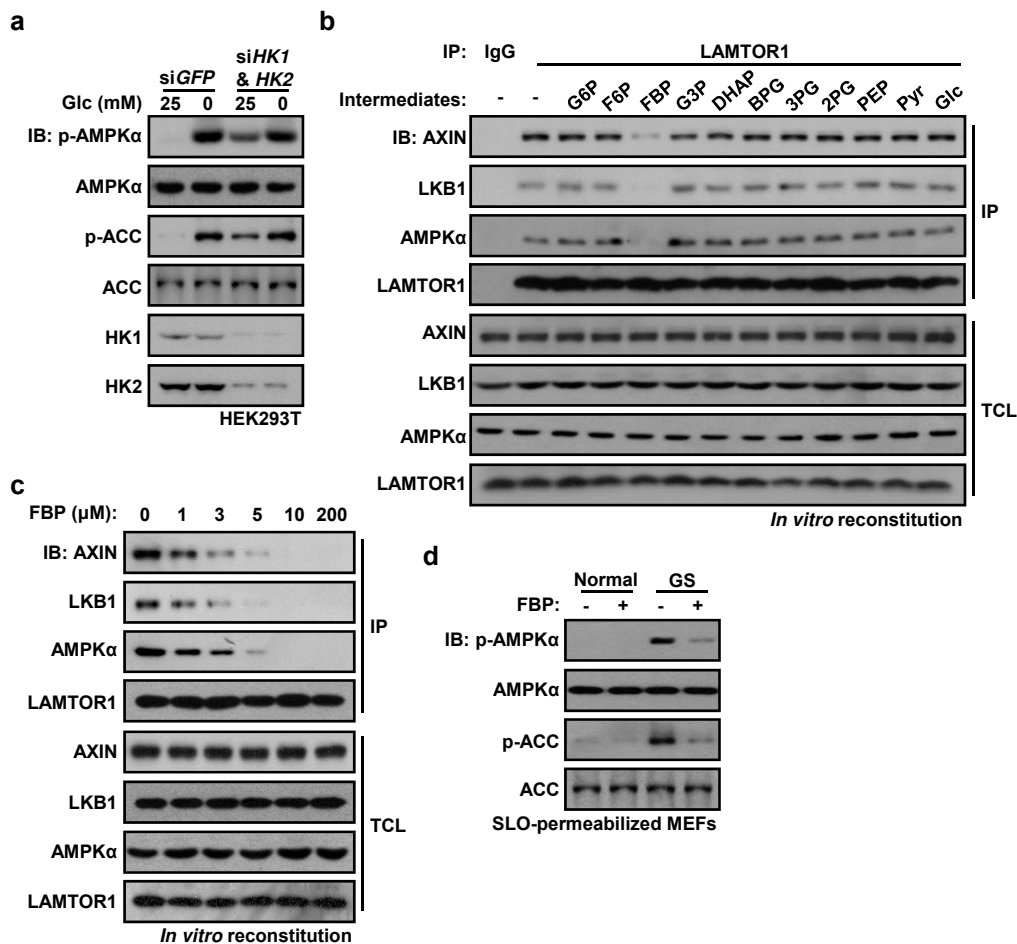 a
siGFP
siHK1
& HK2
Glc (mM) 25 0 25 0
IB: p-AMPKα
AMPKα
p-ACC
ACC
HK1
HK2
HEK293T
b
IP: IgG LAMTOR1
Intermediates: - - G6P F6P FBP G3P DHAP BPG 3PG 2PG PEP Pyr Glc
IB: AXIN
LKB1
AMPKα
LAMTOR1
IP
AXIN
LKB1
AMPKα
LAMTOR1
TCL
In vitro reconstitution
c
FBP (µM): 0 1 3 5 10 200
IB: AXIN
LKB1
AMPKα
LAMTOR1
IP
AXIN
LKB1
AMPKα
LAMTOR1
TCL
In vitro reconstitution
d
Normal GS
FBP: - + - +
IB: p-AMPKα
AMPKα
p-ACC
ACC
SLO-permeabilized MEFs